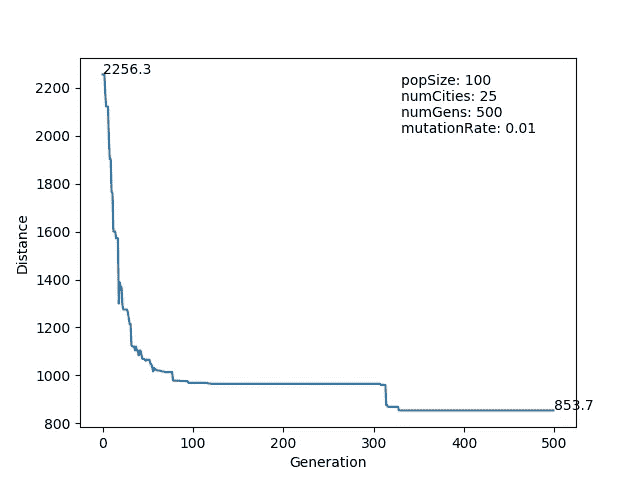 2256.3
popSize: 100
numCities: 25
numGens: 500
mutationRate: 0.01
2200
2000
1800
1600
1400
1200
1000
800
Distance
853.7
0 100 200 300 400 500
Generation